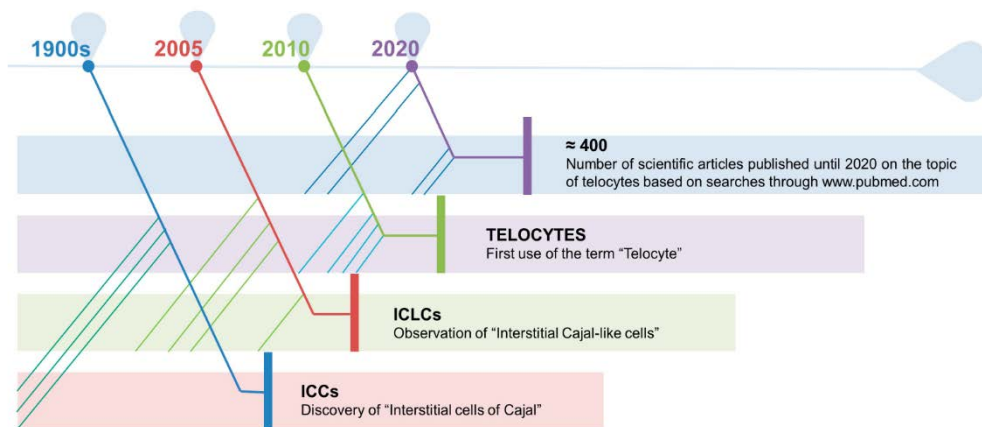 1900s 2005 2010 2020
≈ 400
Number of scientific articles published until 2020 on the topic
of telocytes based on searches through www.pubmed.com
TELOCYTES
First use of the term “Telocyte”
ICLCs
Observation of “Interstitial Cajal-like cells”
ICCs
Discovery of “Interstitial cells of Cajal”